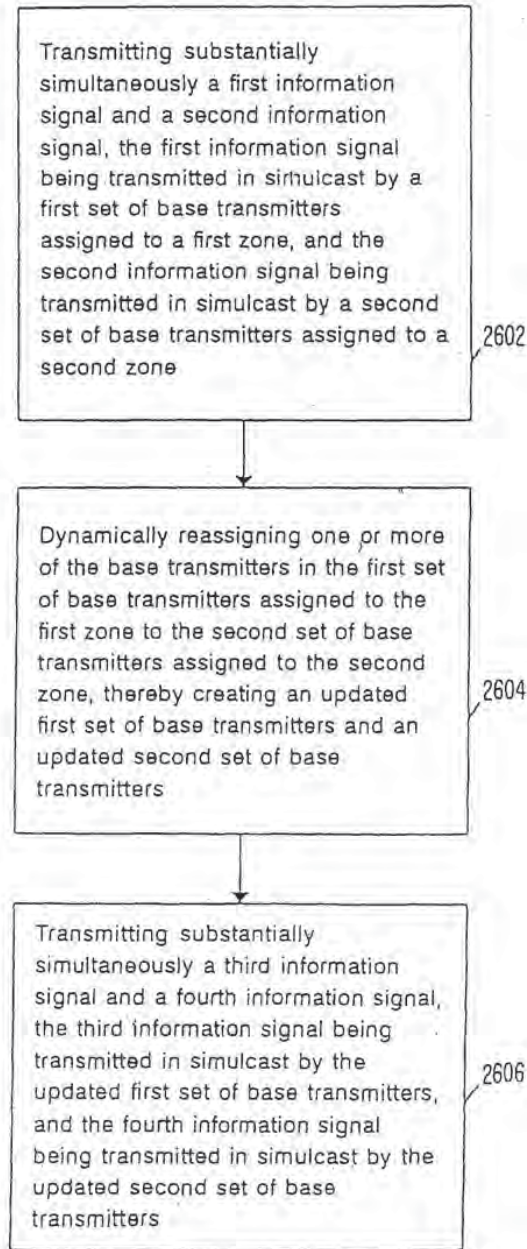 Transmitting substantially
simultaneously a first information
signal and a second information
signal, the first information signal
being transmitted in simulcast by a
first set of base transmitters
assigned to a first zone, and the
second information signal being
transmitted in simulcast by a second
set of base transmitters assigned to a
second zone
2602
Dynamically reassigning one or more
of the base transmitters in the first set
of base transmitters assigned to the
first zone to the second set of base
transmitters assigned to the second
zone, thereby creating an updated
first set of base transmitters and an
updated second set of base
transmitters
2604
Transmitting substantially
simultaneously a third information
signal and a fourth information signal,
the third information signal being
transmitted in simulcast by the
updated first set of base transmitters,
and the fourth information signal
being transmitted in simulcast by the
updated second set of base
transmitters
2606